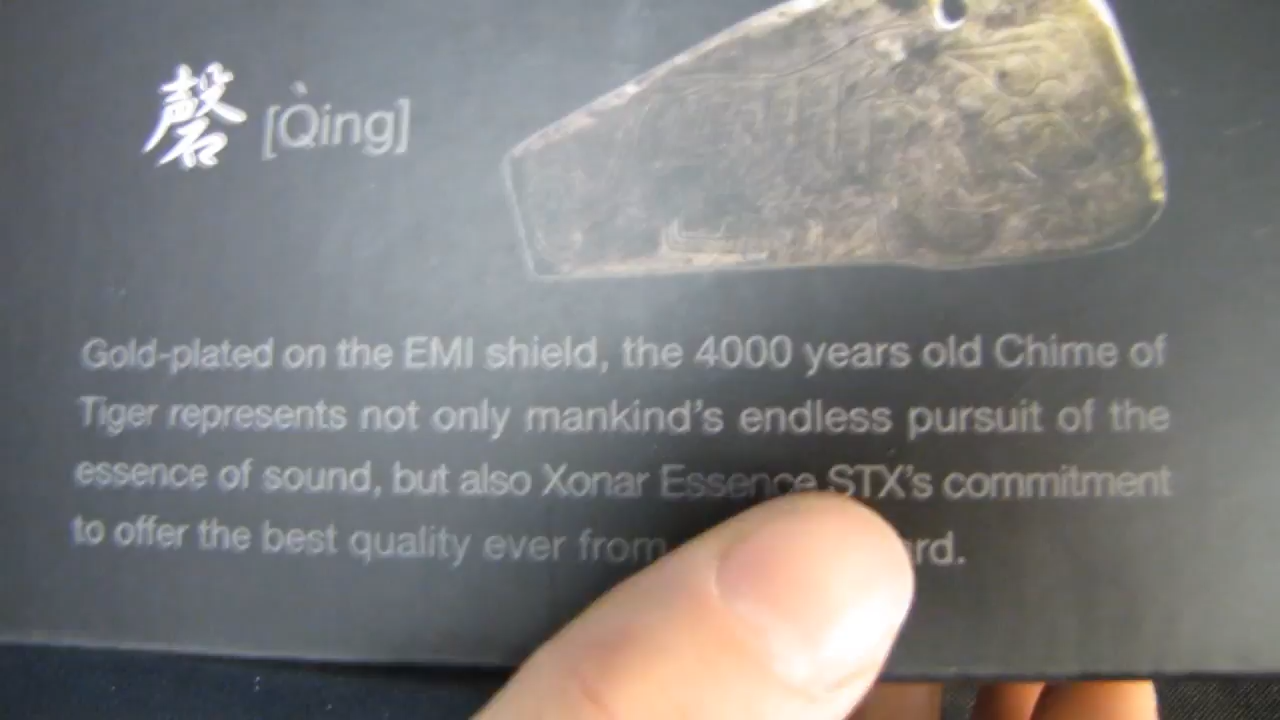 磬 [Qìng]
Gold-plated on the EMI shield, the 4000 years old Chime of
Tiger represents not only mankind's endless pursuit of the
essence of sound, but also Xonar Essence STX's commitment
to offer the best quality ever from